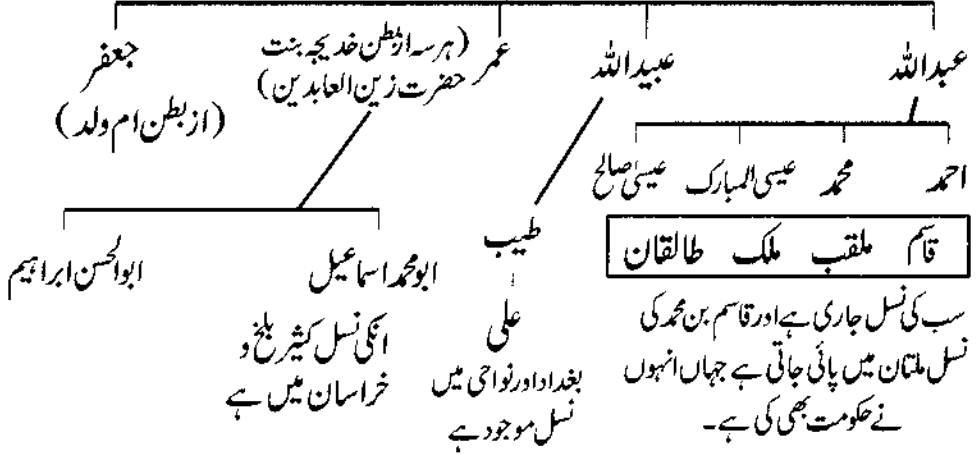 عبداللہ
عبیداللہ
عمر
(ہر سہ از بطن خدیجہ بنت
حضرت زین العابدین)
جعفر
(از بطن ام ولد)
احمد محمد عیسیٰ المبارک عیسیٰ صالح
قاسم ملقب ملک طالقان
سب کی نسل جاری ہے اور قاسم بن محمد کی
نسل ملتان میں پائی جاتی ہے جہاں انہوں
نے حکومت بھی کی ہے۔
طیب
علی
بغداد اور نواحی میں
نسل موجود ہے
ابو محمد اسماعیل
انکی نسل کثیر بلخ و
خراسان میں ہے
ابوالحسن ابراہیم